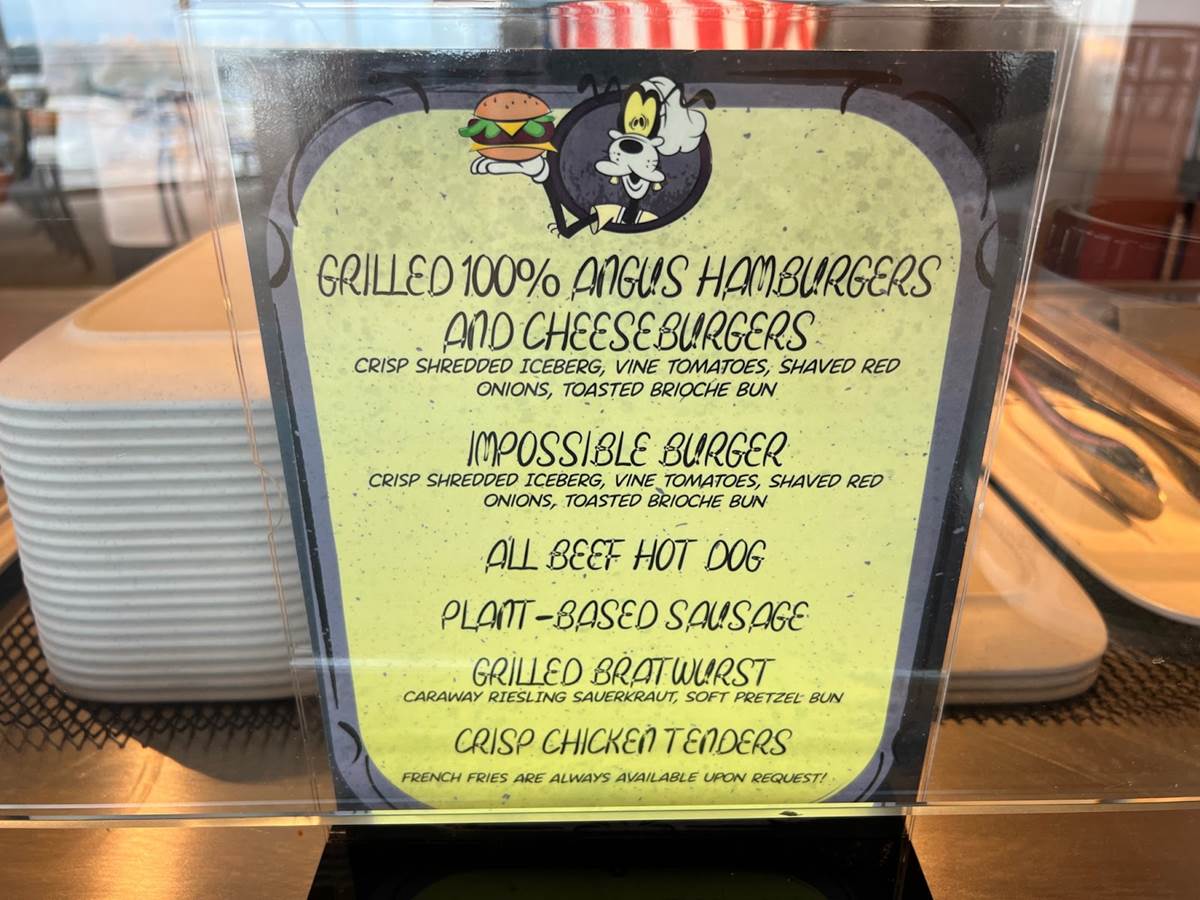 GRILLED 100% ANGUS HAMBURGERS
AND CHEESEBURGERS
CRISP SHREDDED ICEBERG, VINE TOMATOES, SHAVED RED
ONIONS, TOASTED BRIOCHE BUN
IMPOSSIBLE BURGER
CRISP SHREDDED ICEBERG, VINE TOMATOES, SHAVED RED
ONIONS, TOASTED BRIOCHE BUN
ALL BEEF HOT DOG
PLANT-BASED SAUSAGE
GRILLED BRATWURST
CARAWAY RIESLING SAUERKRAUT, SOFT PRETZEL BUN
CRISP CHICKEN TENDERS
FRENCH FRIES ARE ALWAYS AVAILABLE UPON REQUEST!